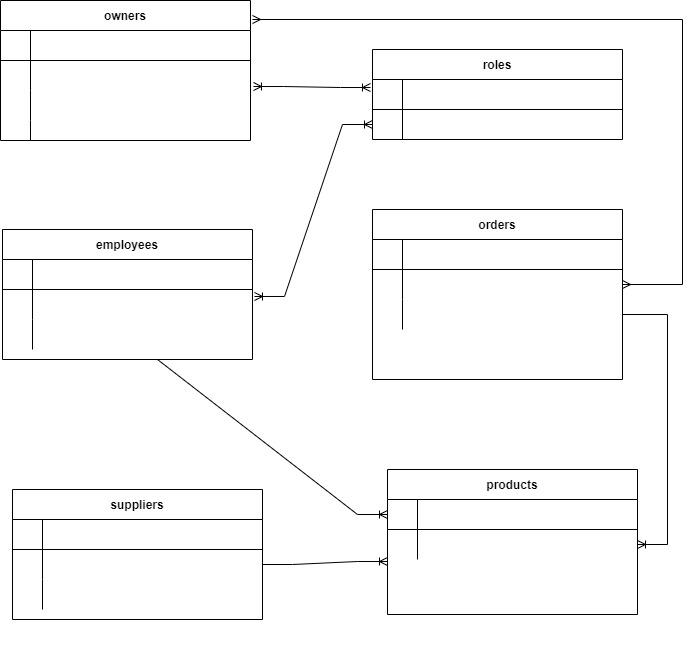 owners
roles
orders
employees
products
suppliers